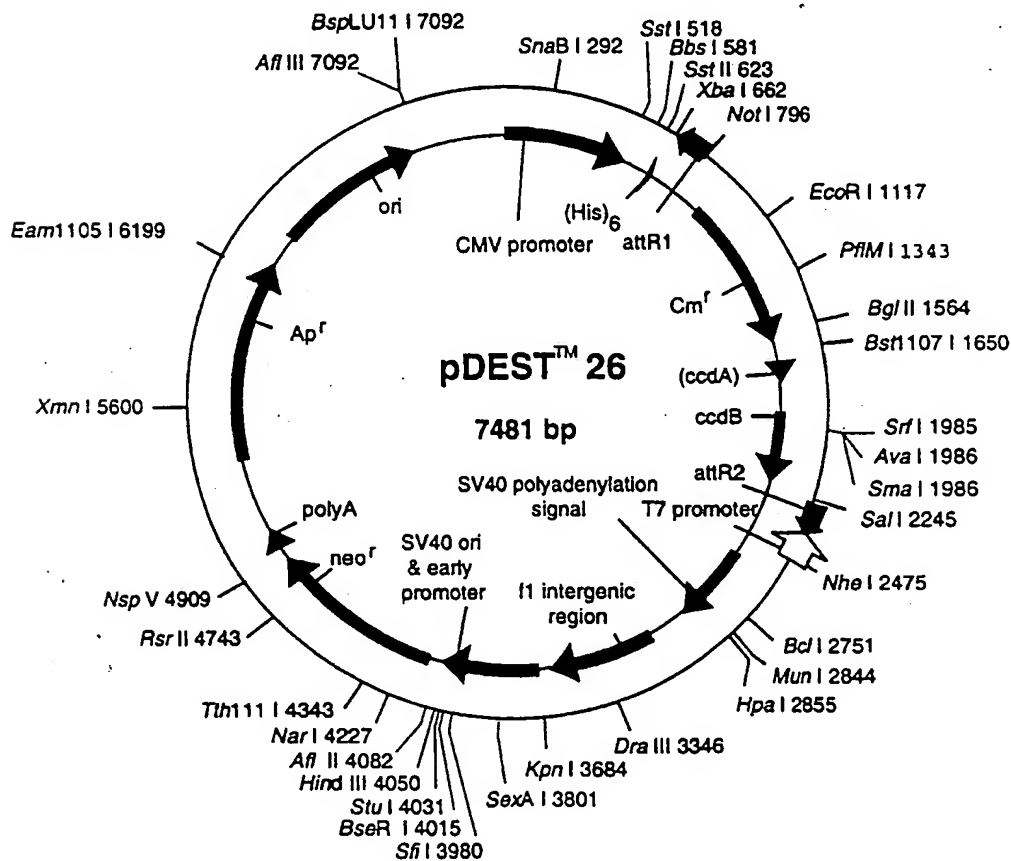 BspLU11 I 7092
Afl III 7092
SnaB I 292
Sst I 518
Bbs I 581
Sst II 623
Xba I 662
Not I 796
EcoR I 1117
PflM I 1343
Bgl II 1564
Bst1107 I 1650
Srf I 1985
Ava I 1986
Sma I 1986
Sal I 2245
Nhe I 2475
Bcl I 2751
Mun I 2844
Hpa I 2855
Dra III 3346
Kpn I 3684
SexA I 3801
Sfi I 3980
BseR I 4015
Stu I 4031
Hind III 4050
Afl II 4082
Nar I 4227
Tth111 I 4343
Rsr II 4743
Nsp V 4909
Xmn I 5600
Eam1105 I 6199
ori
CMV promoter
(His)6
attR1
Cmr
(ccdA)
ccdB
attR2
T7 promoter
SV40 polyadenylation
signal
f1 intergenic
region
SV40 ori
& early
promoter
neor
polyA
Apr
pDEST™ 26
7481 bp